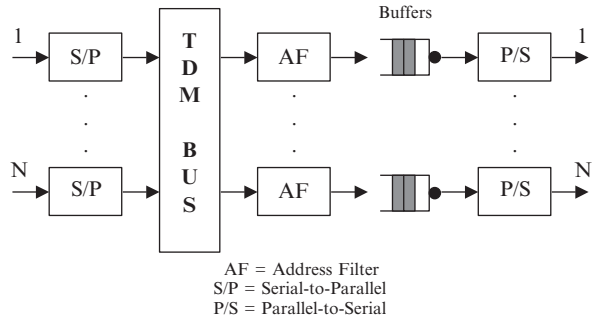 Buffers
1 S/P T D M B U S AF P/S 1
. . . .
. . . .
. . . .
N S/P AF P/S N
AF = Address Filter
S/P = Serial-to-Parallel
P/S = Parallel-to-Serial